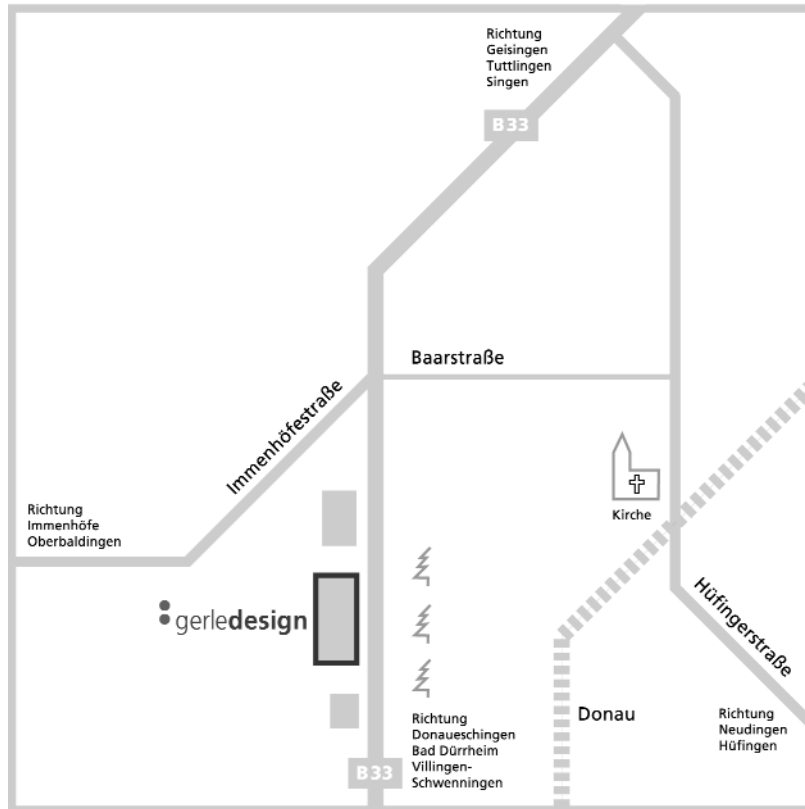 Richtung
Geisingen
Tuttlingen
Singen
B33
Baarstraße
Immenhöfestraße
Richtung
Immenhöfe
Oberbaldingen
Kirche
gerledesign
Hüfingerstraße
Donau
Richtung
Donaueschingen
Bad Dürrheim
Villingen-
Schwenningen
Richtung
Neudingen
Hüfingen
B33